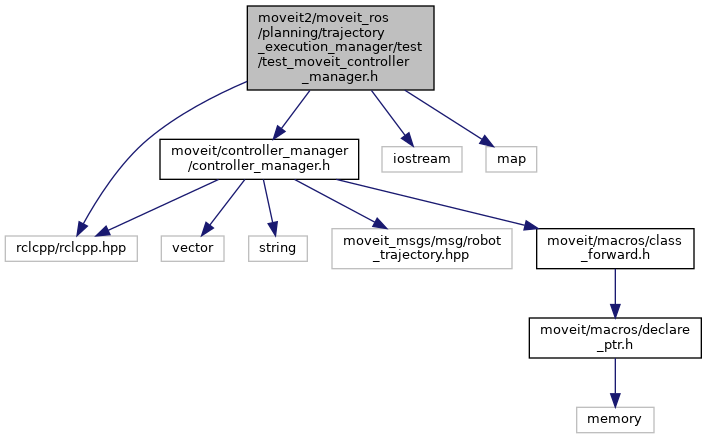 moveit2/moveit_ros
/planning/trajectory
_execution_manager/test
/test_moveit_controller
_manager.h
moveit/controller_manager
/controller_manager.h
iostream
map
rclcpp/rclcpp.hpp
vector
string
moveit_msgs/msg/robot
_trajectory.hpp
moveit/macros/class
_forward.h
moveit/macros/declare
_ptr.h
memory